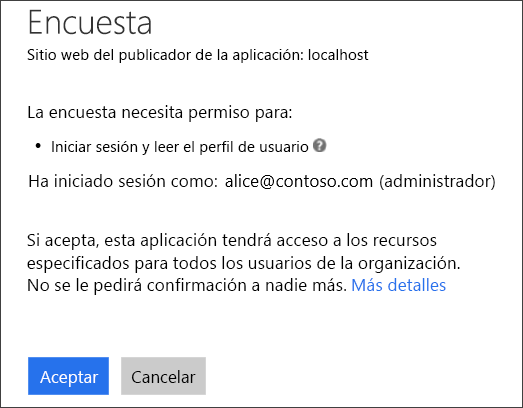 Encuesta
Sitio web del publicador de la aplicación: localhost
La encuesta necesita permiso para:
• Iniciar sesión y leer el perfil de usuario ?
Ha iniciado sesión como: alice@contoso.com (administrador)
Si acepta, esta aplicación tendrá acceso a los recursos
especificados para todos los usuarios de la organización.
No se le pedirá confirmación a nadie más. Más detalles
Aceptar Cancelar